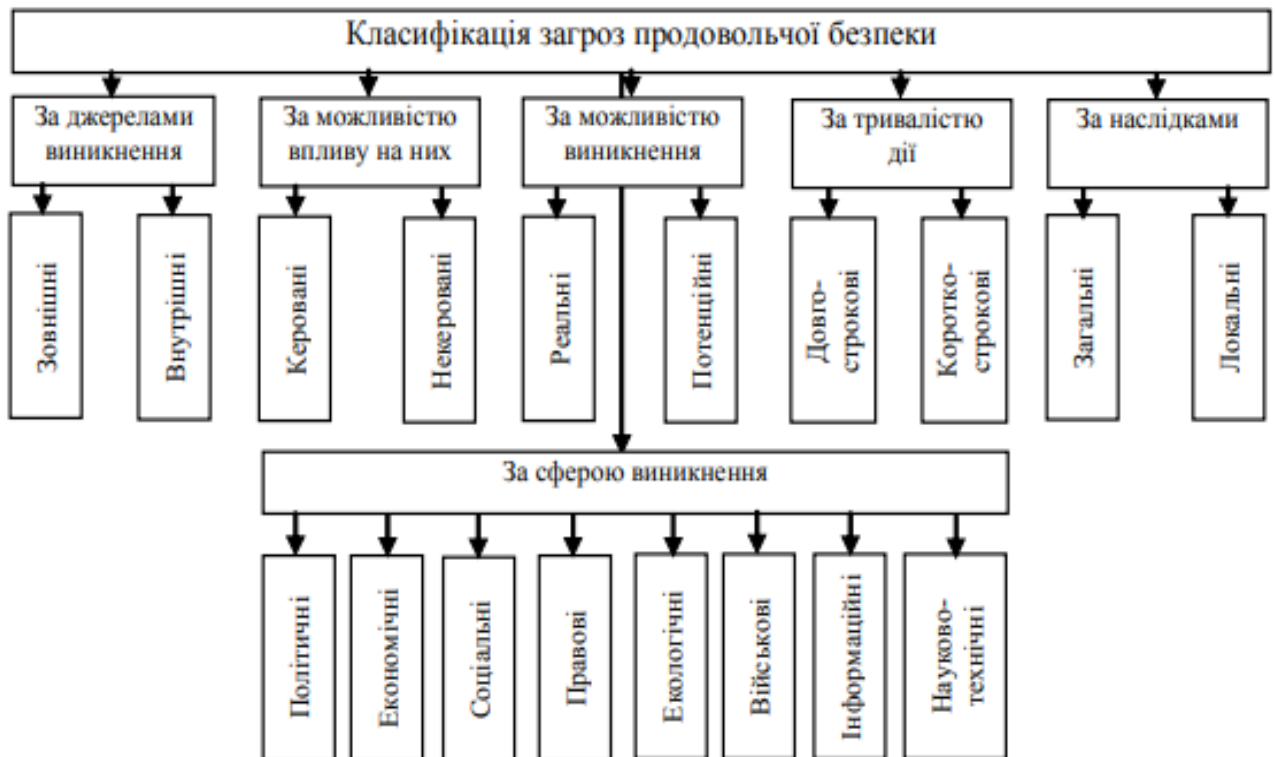 Класифікація загроз продовольчої безпеки
За джерелами
виникнення
За можливістю
впливу на них
За можливістю
виникнення
За тривалістю
дії
За наслідками
Зовнішні
Внутрішні
Керовані
Некеровані
Реальні
Потенційні
Довго-
строкові
Коротко-
строкові
Загальні
Локальні
За сферою виникнення
Політичні
Економічні
Соціальні
Правові
Екологічні
Військові
Інформаційні
Науково-
технічні